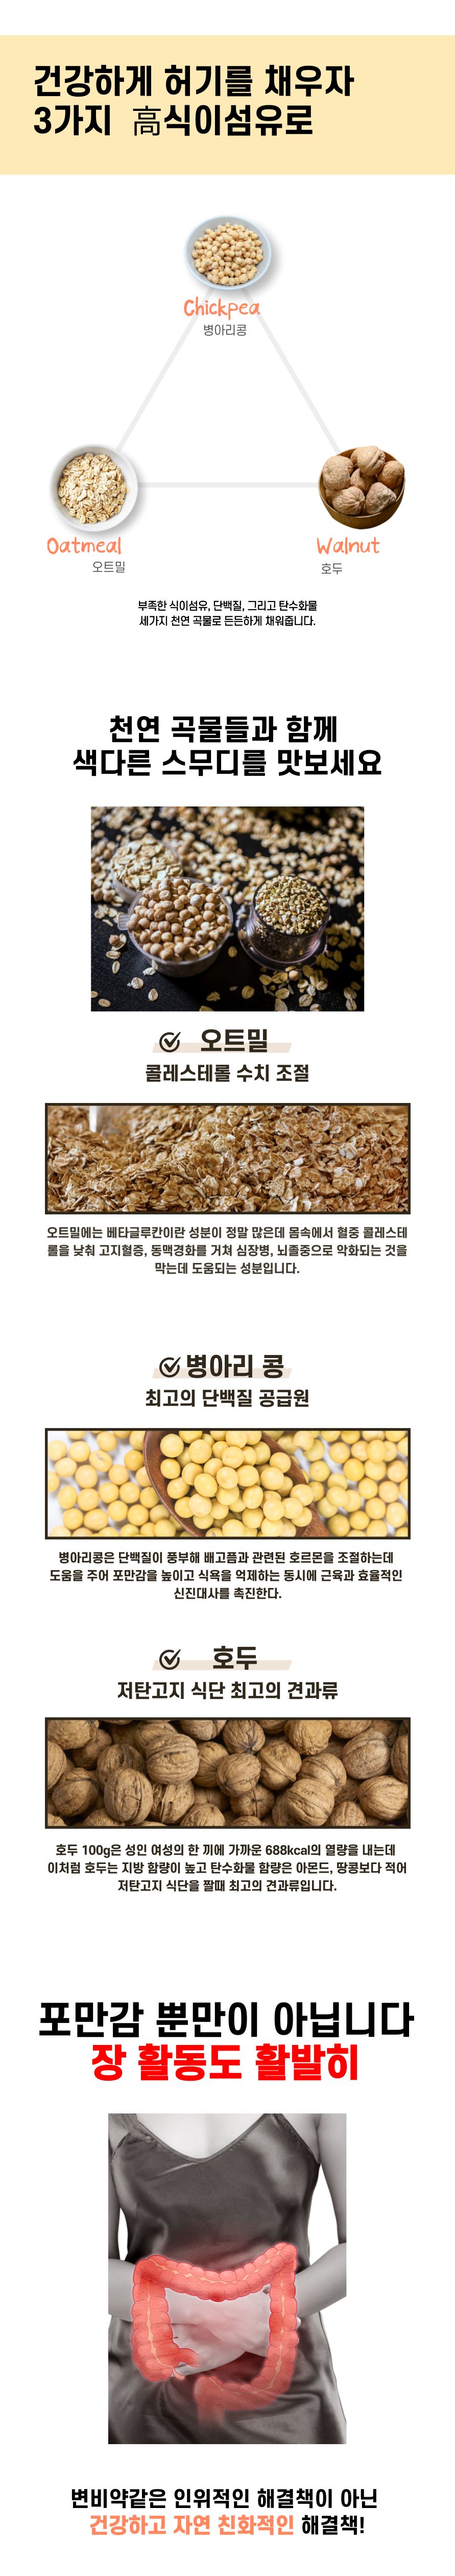 건강하게 허기를 채우자
3가지 高식이섬유로
Chickpea
병아리콩
Oatmeal
오트밀
Walnut
호두
부족한 식이섬유, 단백질, 그리고 탄수화물
세가지 천연 곡물로 든든하게 채워줍니다.
천연 곡물들과 함께
색다른 스무디를 맛보세요
오트밀
콜레스테롤 수치 조절
오트밀에는 베타글루칸이란 성분이 정말 많은데 몸속에서 혈중 콜레스테
롤을 낮춰 고지혈증, 동맥경화를 거쳐 심장병, 뇌졸중으로 악화되는 것을
막는데 도움되는 성분입니다.
병아리 콩
최고의 단백질 공급원
병아리콩은 단백질이 풍부해 배고픔과 관련된 호르몬을 조절하는데
도움을 주어 포만감을 높이고 식욕을 억제하는 동시에 근육과 효율적인
신진대사를 촉진한다.
호두
저탄고지 식단 최고의 견과류
호두 100g은 성인 여성의 한 끼에 가까운 688kcal의 열량을 내는데
이처럼 호두는 지방 함량이 높고 탄수화물 함량은 아몬드, 땅콩보다 적어
저탄고지 식단을 짤때 최고의 견과류입니다.
포만감 뿐만이 아닙니다
장 활동도 활발히
변비약같은 인위적인 해결책이 아닌
건강하고 자연 친화적인 해결책!